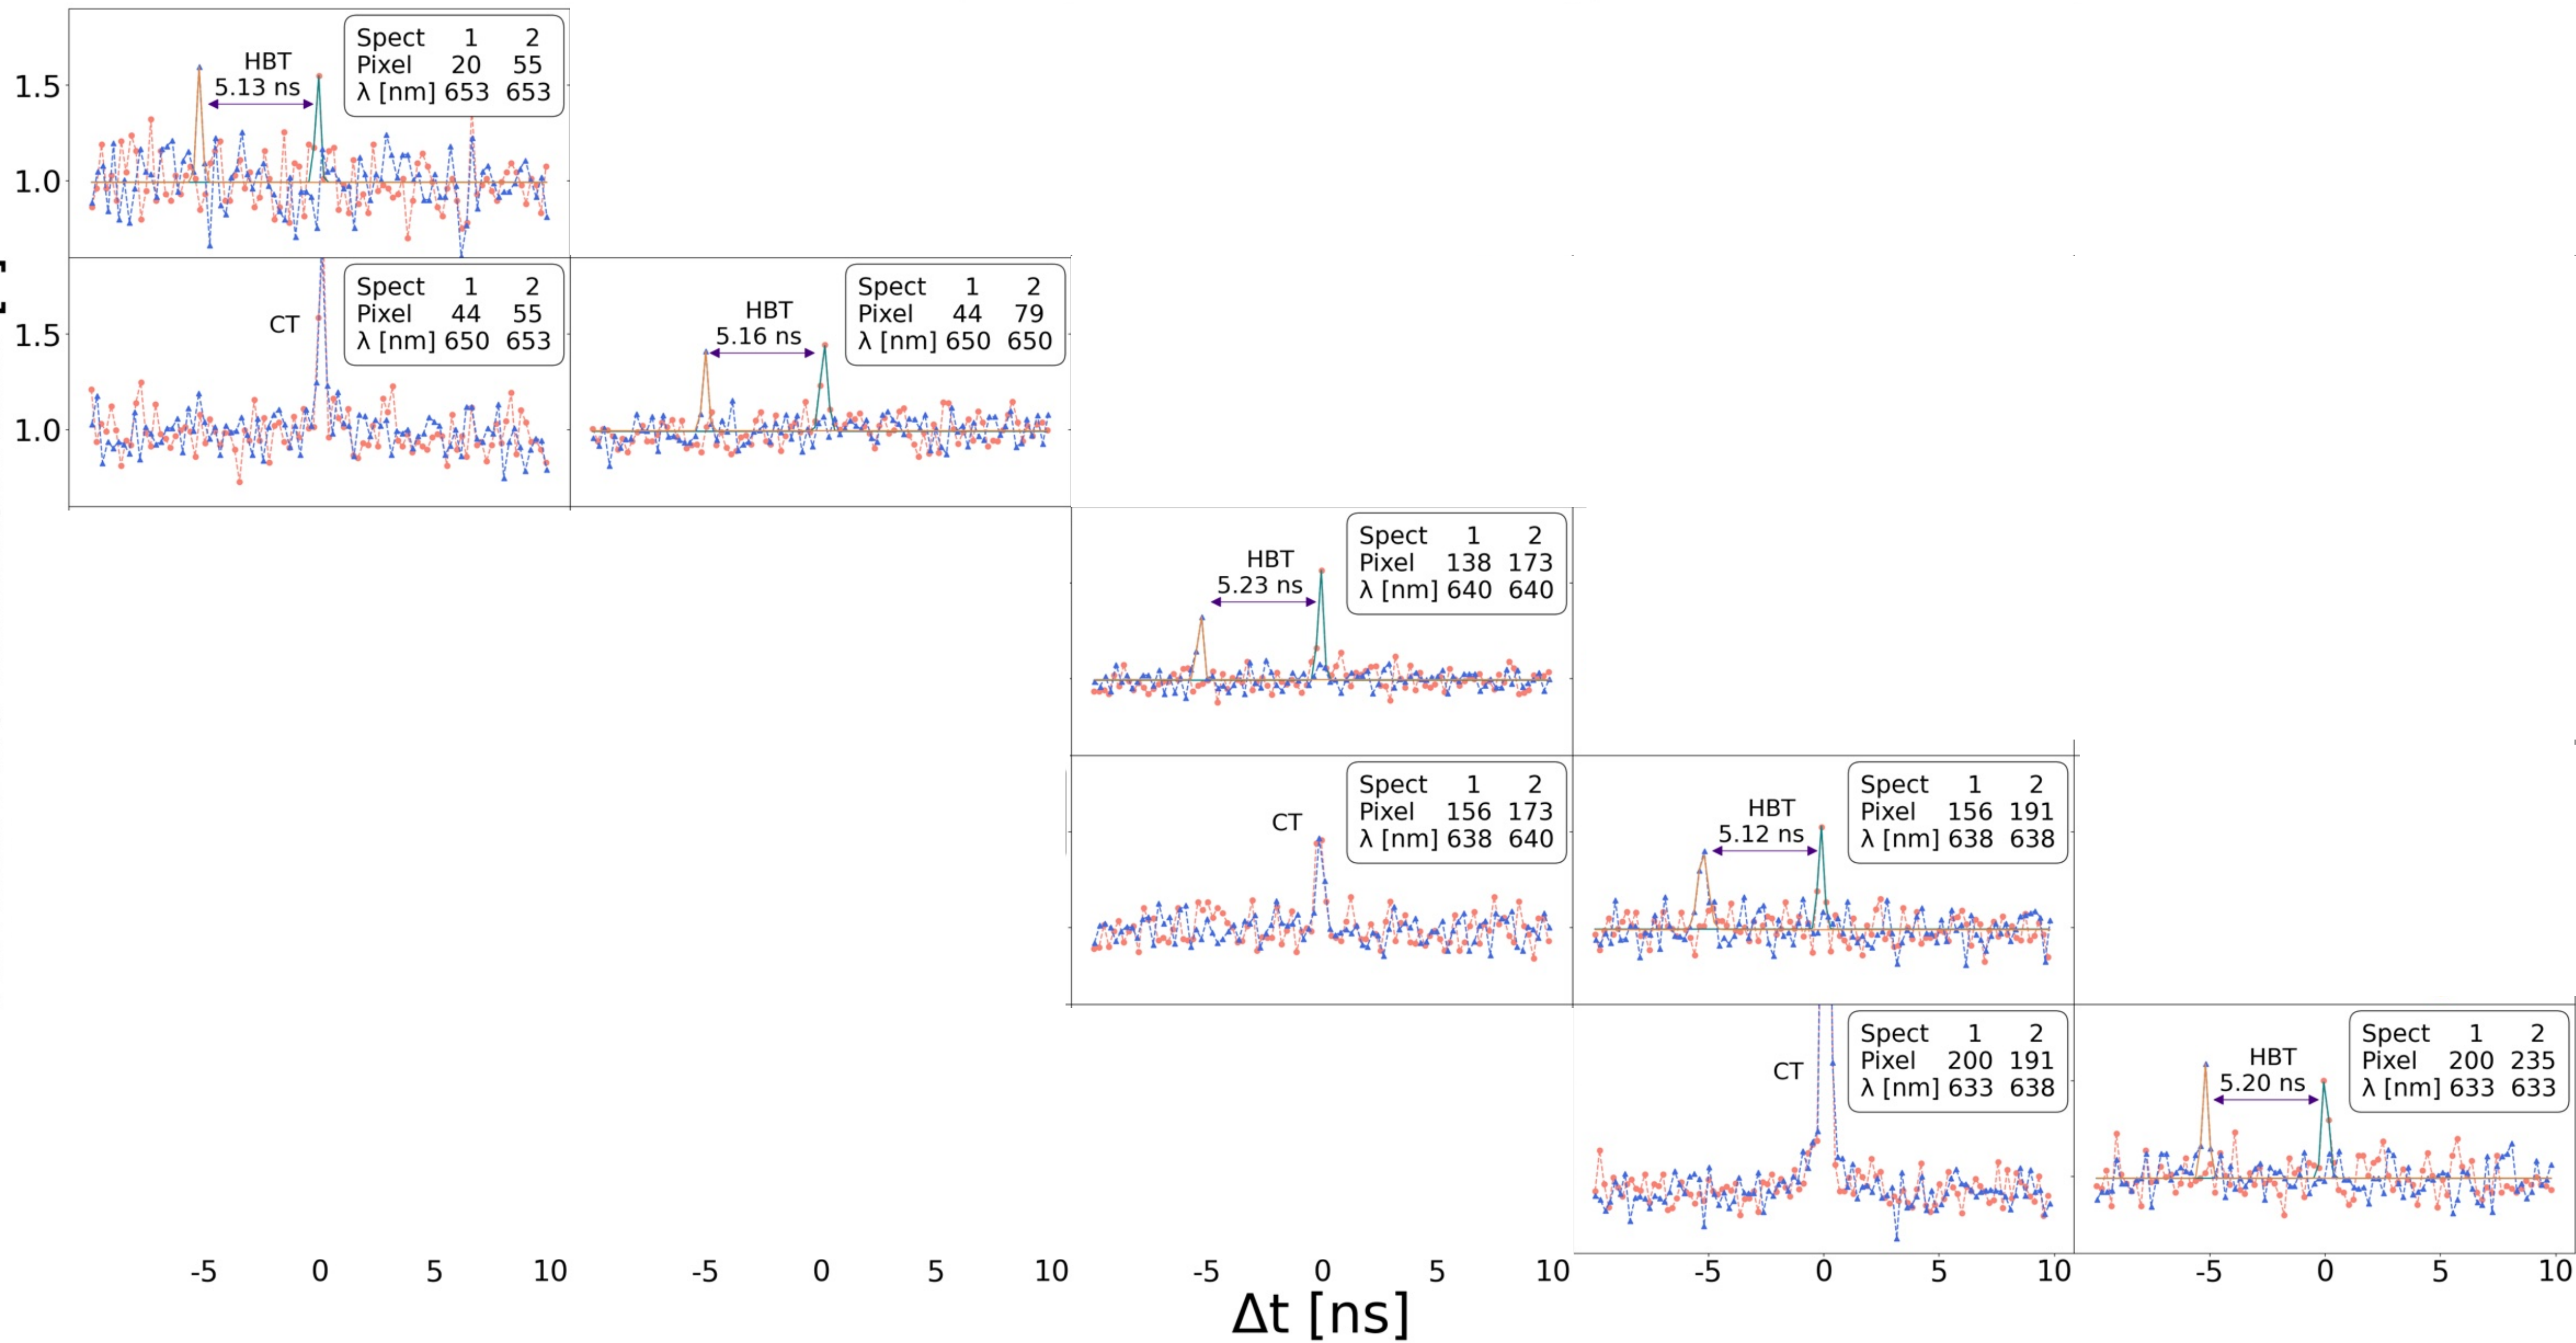 Spect 1 2
Pixel 20 55
λ [nm] 653 653
HBT
5.13 ns
1.5
1.0
Spect 1 2
Pixel 44 55
λ [nm] 650 653
CT
1.5
1.0
Spect 1 2
Pixel 44 79
λ [nm] 650 650
HBT
5.16 ns
Spect 1 2
Pixel 138 173
λ [nm] 640 640
HBT
5.23 ns
Spect 1 2
Pixel 156 173
λ [nm] 638 640
CT
Spect 1 2
Pixel 156 191
λ [nm] 638 638
HBT
5.12 ns
Spect 1 2
Pixel 200 191
λ [nm] 633 638
CT
Spect 1 2
Pixel 200 235
λ [nm] 633 633
HBT
5.20 ns
-5 0 5 10 -5 0 5 10 -5 0 5 10 -5 0 5 10 -5 0 5 10
Δt [ns]